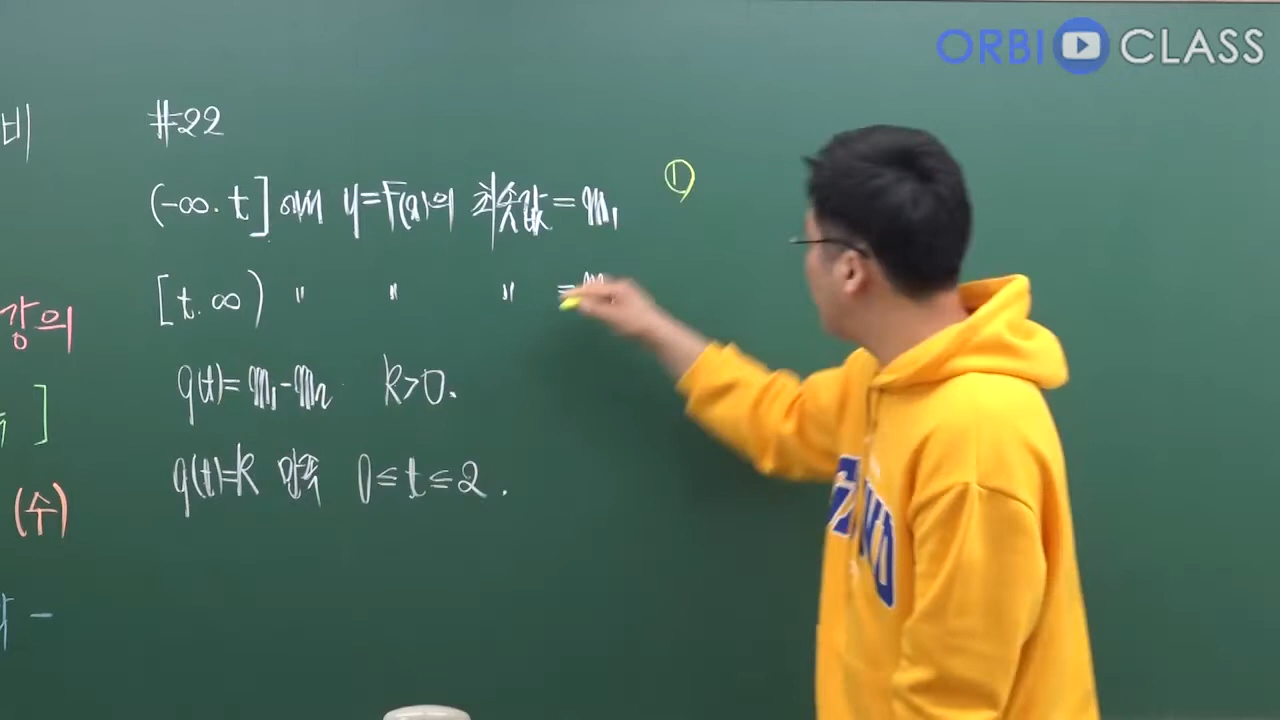 ORBI CLASS
비
#22
(-∞. t] 에서 y=f(x)의 최솟값 = m₁
①
[t. ∞) " " " = m
강의
g(t)= m₁-m₂ k>0.
]
g(t)=k 만족 0≤t≤2.
(수)
-